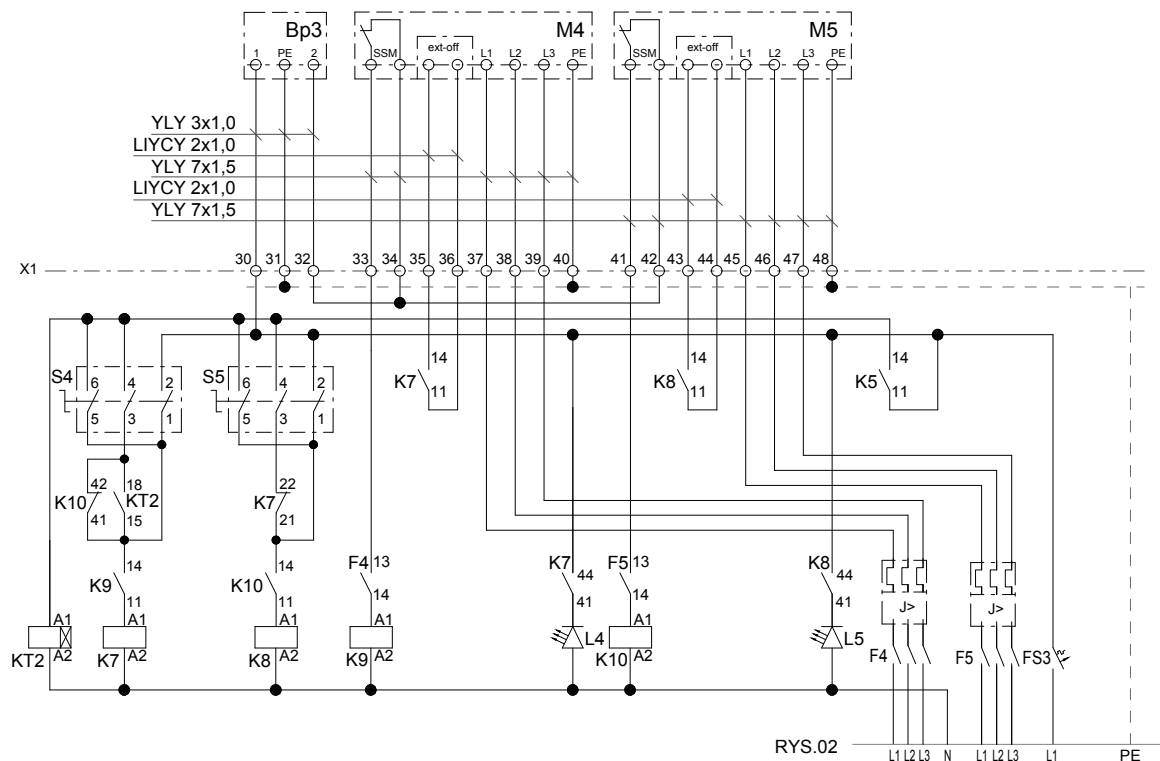 Bp3 M4 M5
1 PE 2 SSM ext-off L1 L2 L3 PE SSM ext-off L1 L2 L3 PE
YLY 3x1,0
LIYCY 2x1,0
YLY 7x1,5
LIYCY 2x1,0
YLY 7x1,5
X1 30 31 32 33 34 35 36 37 38 39 40 41 42 43 44 45 46 47 48
S4 6 4 2 S5 6 4 2 K7 14 K8 14 K5 14
11 11 11
5 3 1 5 3 1
K10 42 18 KT2 K7 22
41 15 21
K9 14 K10 14 F4 13 K7 44 F5 13 K8 44
11 11 14 41 14 41
J> J>
A1 A1 A1 L4 A1 L5
KT2 A2 K7 A2 K8 A2 K9 A2 K10 A2 F4 F5 FS3
A1
RYS.02 L1 L2 L3 N L1 L2 L3 L1 PE